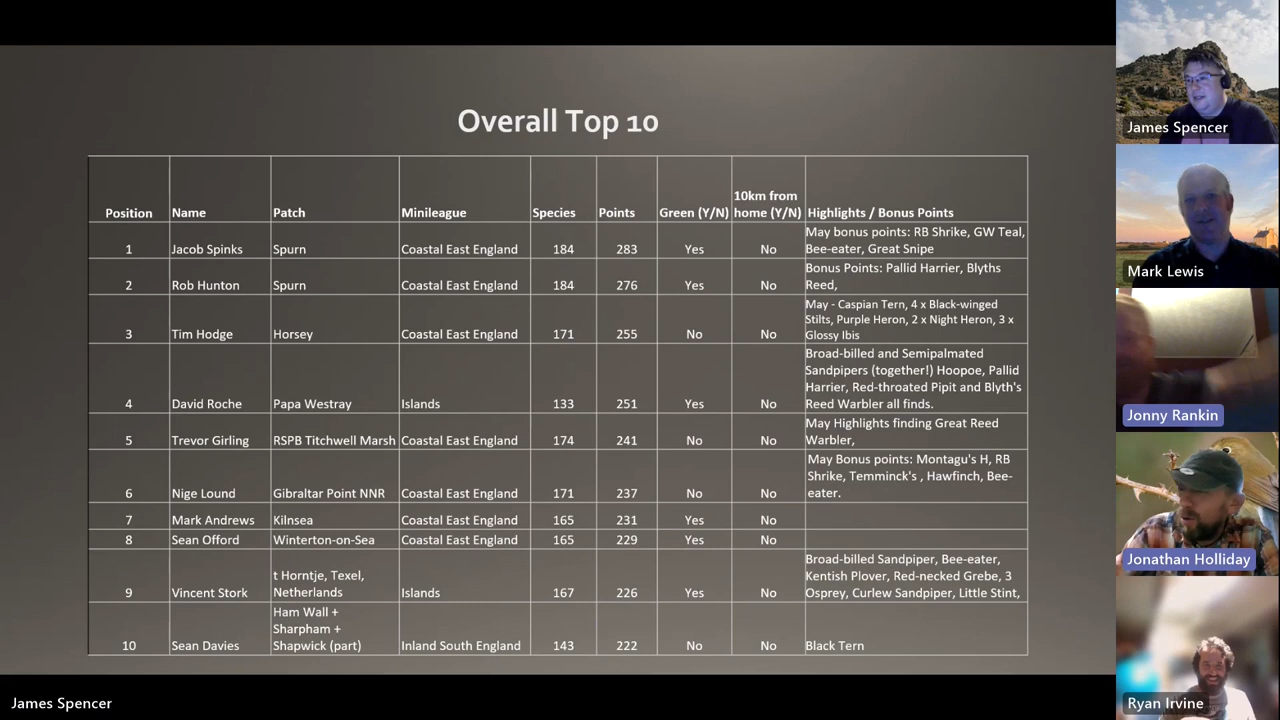 Overall Top 10
Position Name Patch Minileague Species Points Green (Y/N) 10km from home (Y/N) Highlights / Bonus Points
1 Jacob Spinks Spurn Coastal East England 184 283 Yes No May bonus points: RB Shrike, GW Teal,
Bee-eater, Great Snipe
2 Rob Hunton Spurn Coastal East England 184 276 Yes No Bonus Points: Pallid Harrier, Blyths
Reed,
3 Tim Hodge Horsey Coastal East England 171 255 No No May - Caspian Tern, 4 x Black-winged
Stilts, Purple Heron, 2 x Night Heron, 3 x
Glossy Ibis
4 David Roche Papa Westray Islands 133 251 Yes No Broad-billed and Semipalmated
Sandpipers (together!) Hoopoe, Pallid
Harrier, Red-throated Pipit and Blyth's
Reed Warbler all finds.
5 Trevor Girling RSPB Titchwell Marsh Coastal East England 174 241 No No May Highlights finding Great Reed
Warbler,
6 Nige Lound Gibraltar Point NNR Coastal East England 171 237 No No May Bonus points: Montagu's H, RB
Shrike, Temminck's , Hawfinch, Bee-
eater.
7 Mark Andrews Kilnsea Coastal East England 165 231 Yes No
8 Sean Offord Winterton-on-Sea Coastal East England 165 229 Yes No
9 Vincent Stork t Horntje, Texel,
Netherlands Islands 167 226 Yes No Broad-billed Sandpiper, Bee-eater,
Kentish Plover, Red-necked Grebe, 3
Osprey, Curlew Sandpiper, Little Stint,
10 Sean Davies Ham Wall +
Sharpham +
Shapwick (part) Inland South England 143 222 No No Black Tern
James Spencer
Mark Lewis
Jonny Rankin
Jonathan Holliday
Ryan Irvine
James Spencer